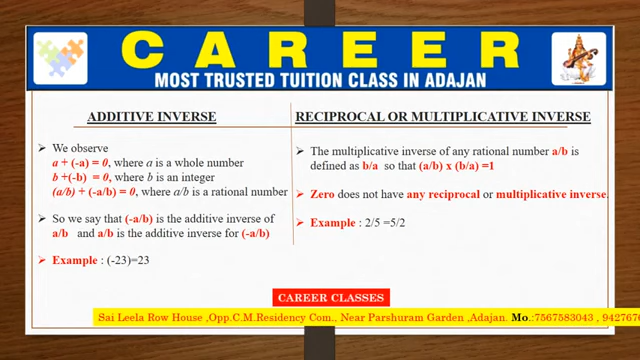 CAREER
MOST TRUSTED TUITION CLASS IN ADAJAN
ADDITIVE INVERSE
We observe
a + (-a) = 0, where a is a whole number
b +(-b) = 0, where b is an integer
(a/b) + (-a/b) = 0, where a/b is a rational number
So we say that (-a/b) is the additive inverse of
a/b and a/b is the additive inverse for (-a/b)
Example : (-23)=23
RECIPROCAL OR MULTIPLICATIVE INVERSE
The multiplicative inverse of any rational number a/b is
defined as b/a so that (a/b) x (b/a) =1
Zero does not have any reciprocal or multiplicative inverse.
Example : 2/5 =5/2
CAREER CLASSES
Sai Leela Row House ,Opp.C.M.Residency Com., Near Parshuram Garden ,Adajan. Mo.:7567583043 ,